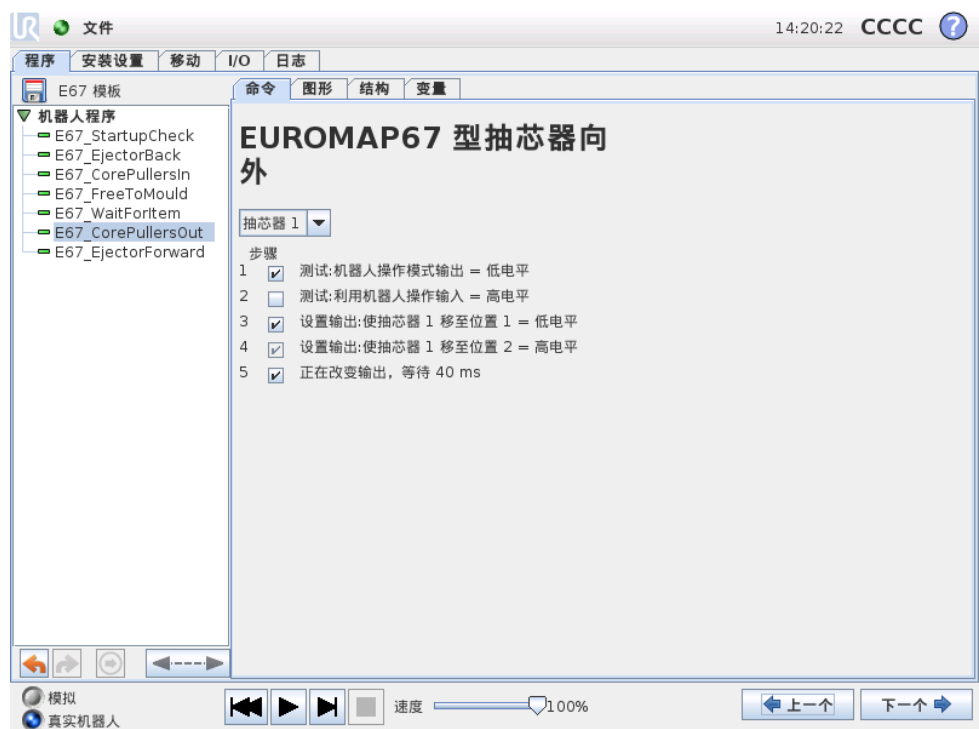 UR 文件 14:20:22 CCCC ?
程序 安装设置 移动 I/O 日志
E67 模板
命令 图形 结构 变量
机器人程序
E67_StartupCheck
E67_EjectorBack
E67_CorePullersIn
E67_FreeToMould
E67_WaitForItem
E67_CorePullersOut
E67_EjectorForward
EUROMAP67 型抽芯器向
外
抽芯器 1
步骤
1 测试:机器人操作模式输出 = 低电平
2 测试:利用机器人操作输入 = 高电平
3 设置输出:使抽芯器 1 移至位置 1 = 低电平
4 设置输出:使抽芯器 1 移至位置 2 = 高电平
5 正在改变输出，等待 40 ms
模拟
真实机器人
速度 100%
上一个 下一个